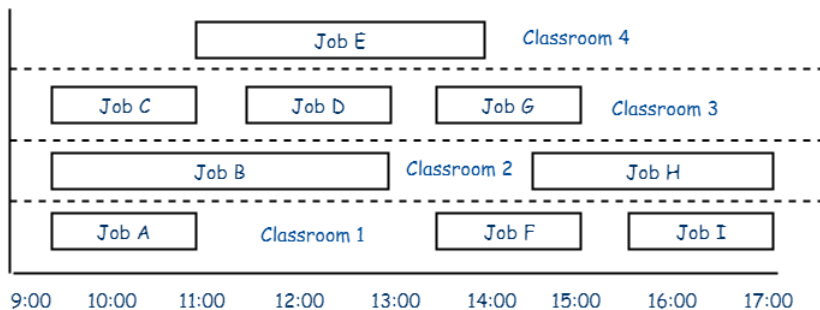 Job E Classroom 4
Job C Job D Job G Classroom 3
Job B Classroom 2 Job H
Job A Classroom 1 Job F Job I
9:00 10:00 11:00 12:00 13:00 14:00 15:00 16:00 17:00